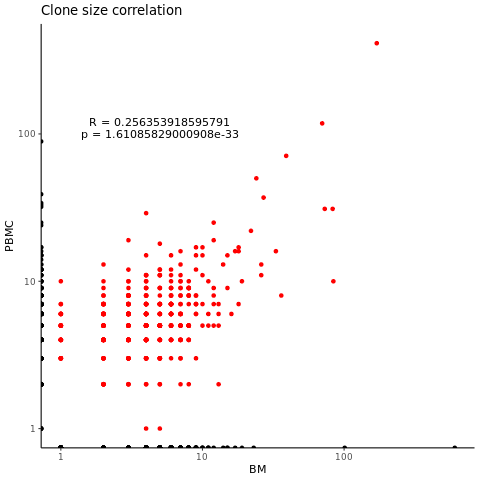 Clone size correlation
R = 0.256353918595791
p = 1.61085829000908e-33
100
10
1
PBMC
1
10
100
BM